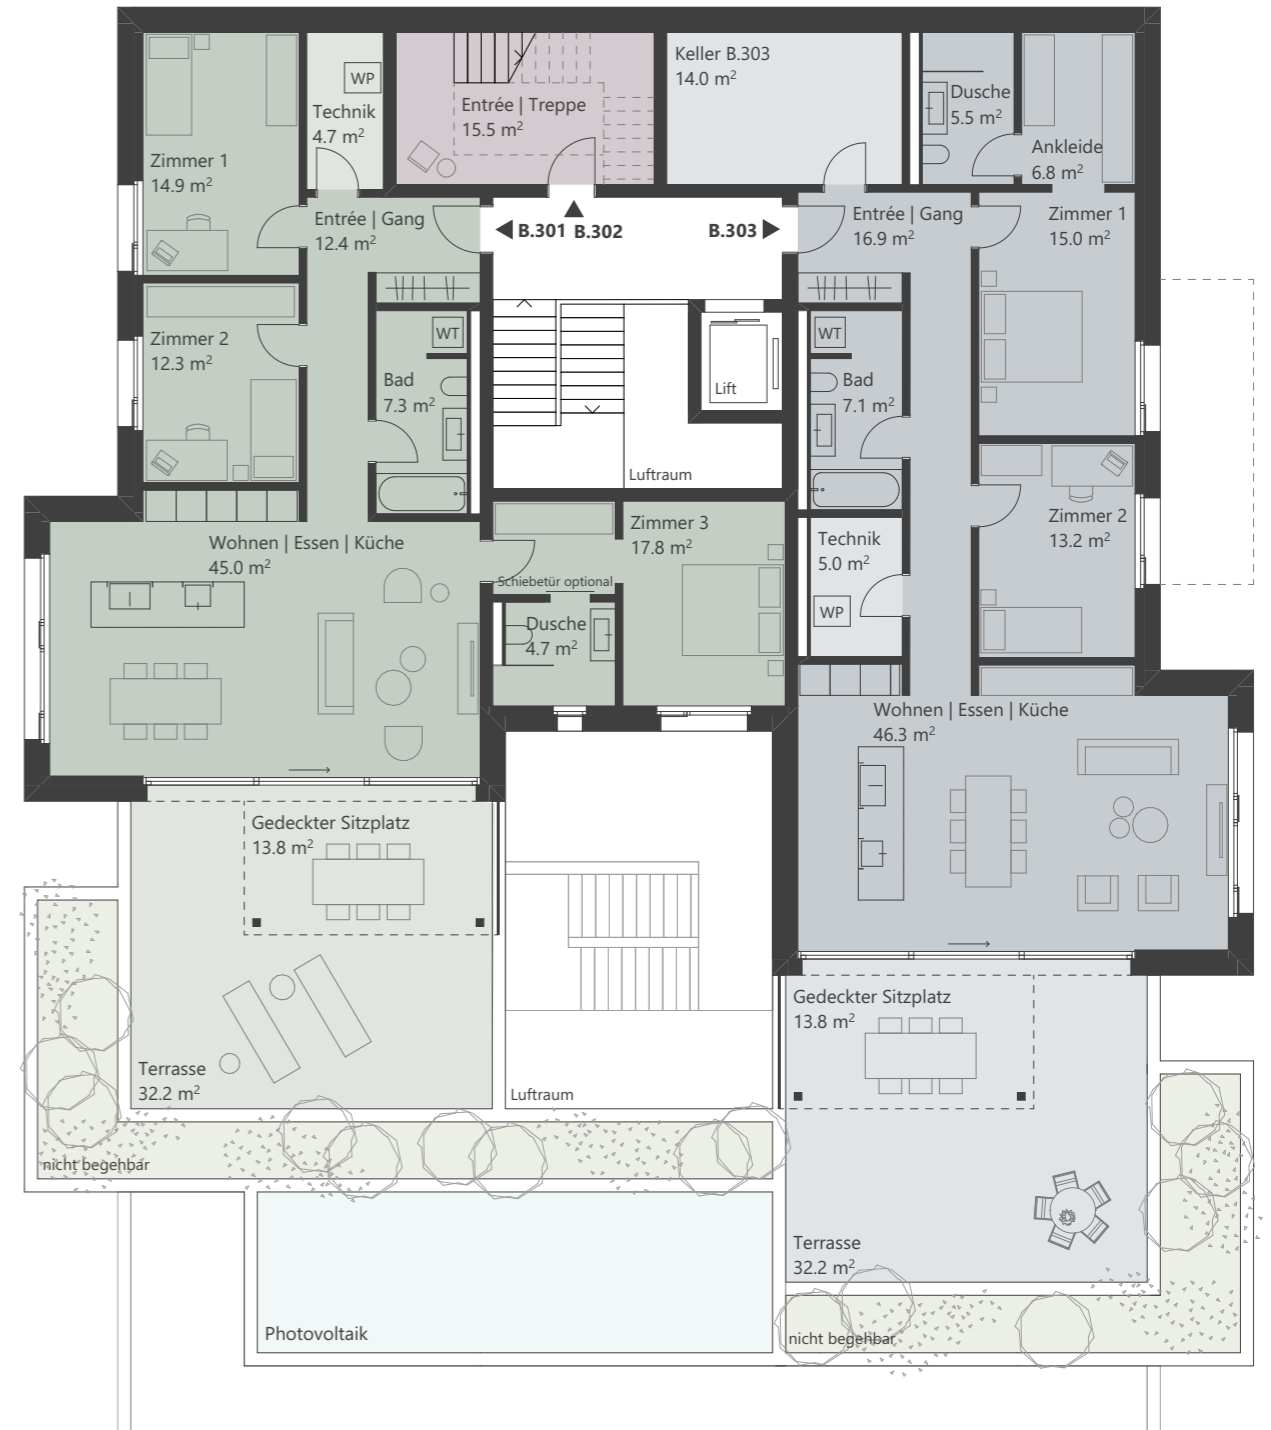 Keller B.303
14.0 m²
WP
Technik
4.7 m²
Entrée | Treppe
15.5 m²
Dusche
5.5 m²
Ankleide
6.8 m²
Zimmer 1
14.9 m²
Entrée | Gang
12.4 m²
B.301
B.302
B.303
Entrée | Gang
16.9 m²
Zimmer 1
15.0 m²
Zimmer 2
12.3 m²
WT
Bad
7.3 m²
Lift
WT
Bad
7.1 m²
Luftraum
Zimmer 3
17.8 m²
Zimmer 2
13.2 m²
Wohnen | Essen | Küche
45.0 m²
Schiebetür optional
Dusche
4.7 m²
Technik
5.0 m²
WP
Wohnen | Essen | Küche
46.3 m²
Gedeckter Sitzplatz
13.8 m²
Gedeckter Sitzplatz
13.8 m²
Terrasse
32.2 m²
Luftraum
nicht begehbar
Terrasse
32.2 m²
Photovoltaik
nicht begehbar